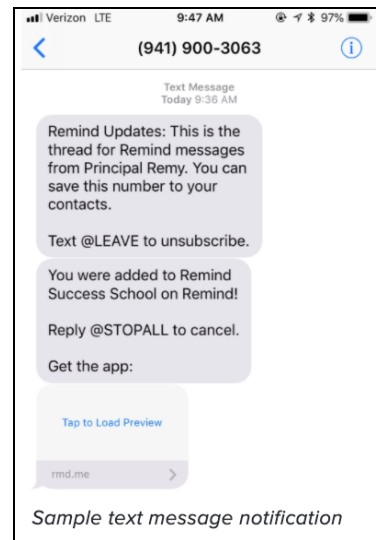 Verizon LTE 9:47 AM 97%
(941) 900-3063
Text Message
Today 9:36 AM
Remind Updates: This is the
thread for Remind messages
from Principal Remy. You can
save this number to your
contacts.
Text @LEAVE to unsubscribe.
You were added to Remind
Success School on Remind!
Reply @STOPALL to cancel.
Get the app:
Tap to Load Preview
rmd.me
Sample text message notification